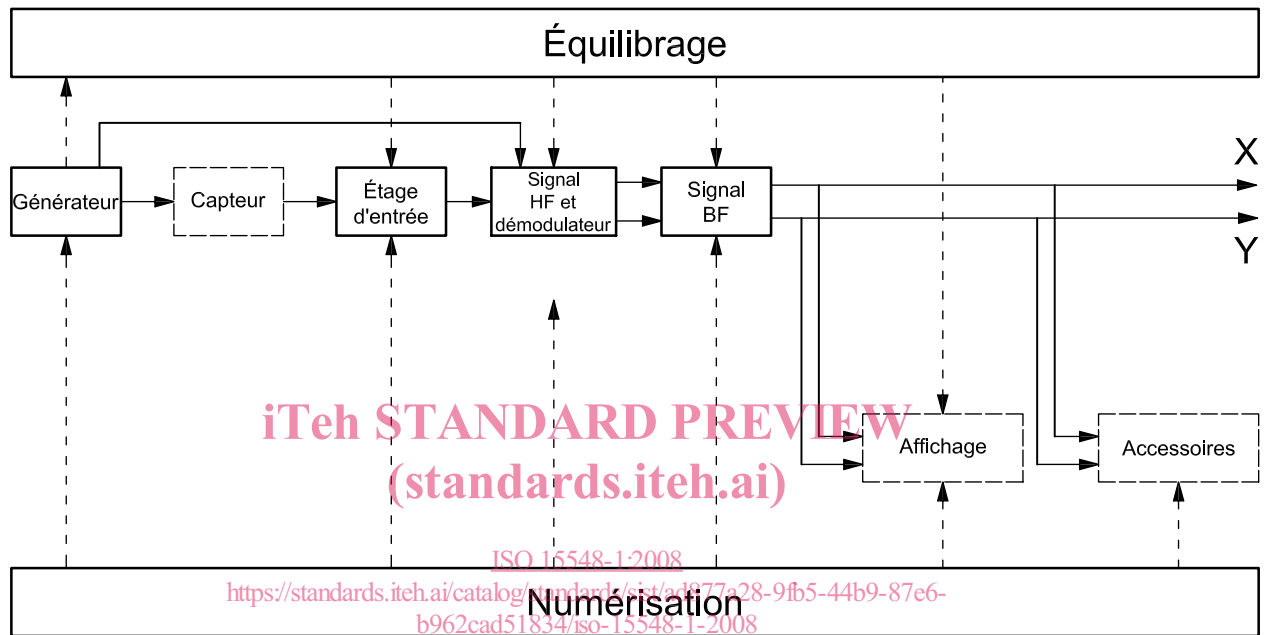 Équilibrage
X
Générateur
Capteur
Étage
d'entrée
Signal
HF et
démodulateur
Signal
BF
Y
iTeh STANDARD PREVIEW
(standards.iteh.ai)
Affichage
Accessoires
ISO 15548-1:2008
https://standards.iteh.ai/catalog/standards/sist/ad877a28-9fb5-44b9-87e6-
b962cad51834/iso-15548-1-2008
Numérisation